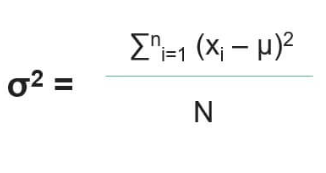 σ² = ∑ⁿᵢ₌₁ (xᵢ – μ)²
N